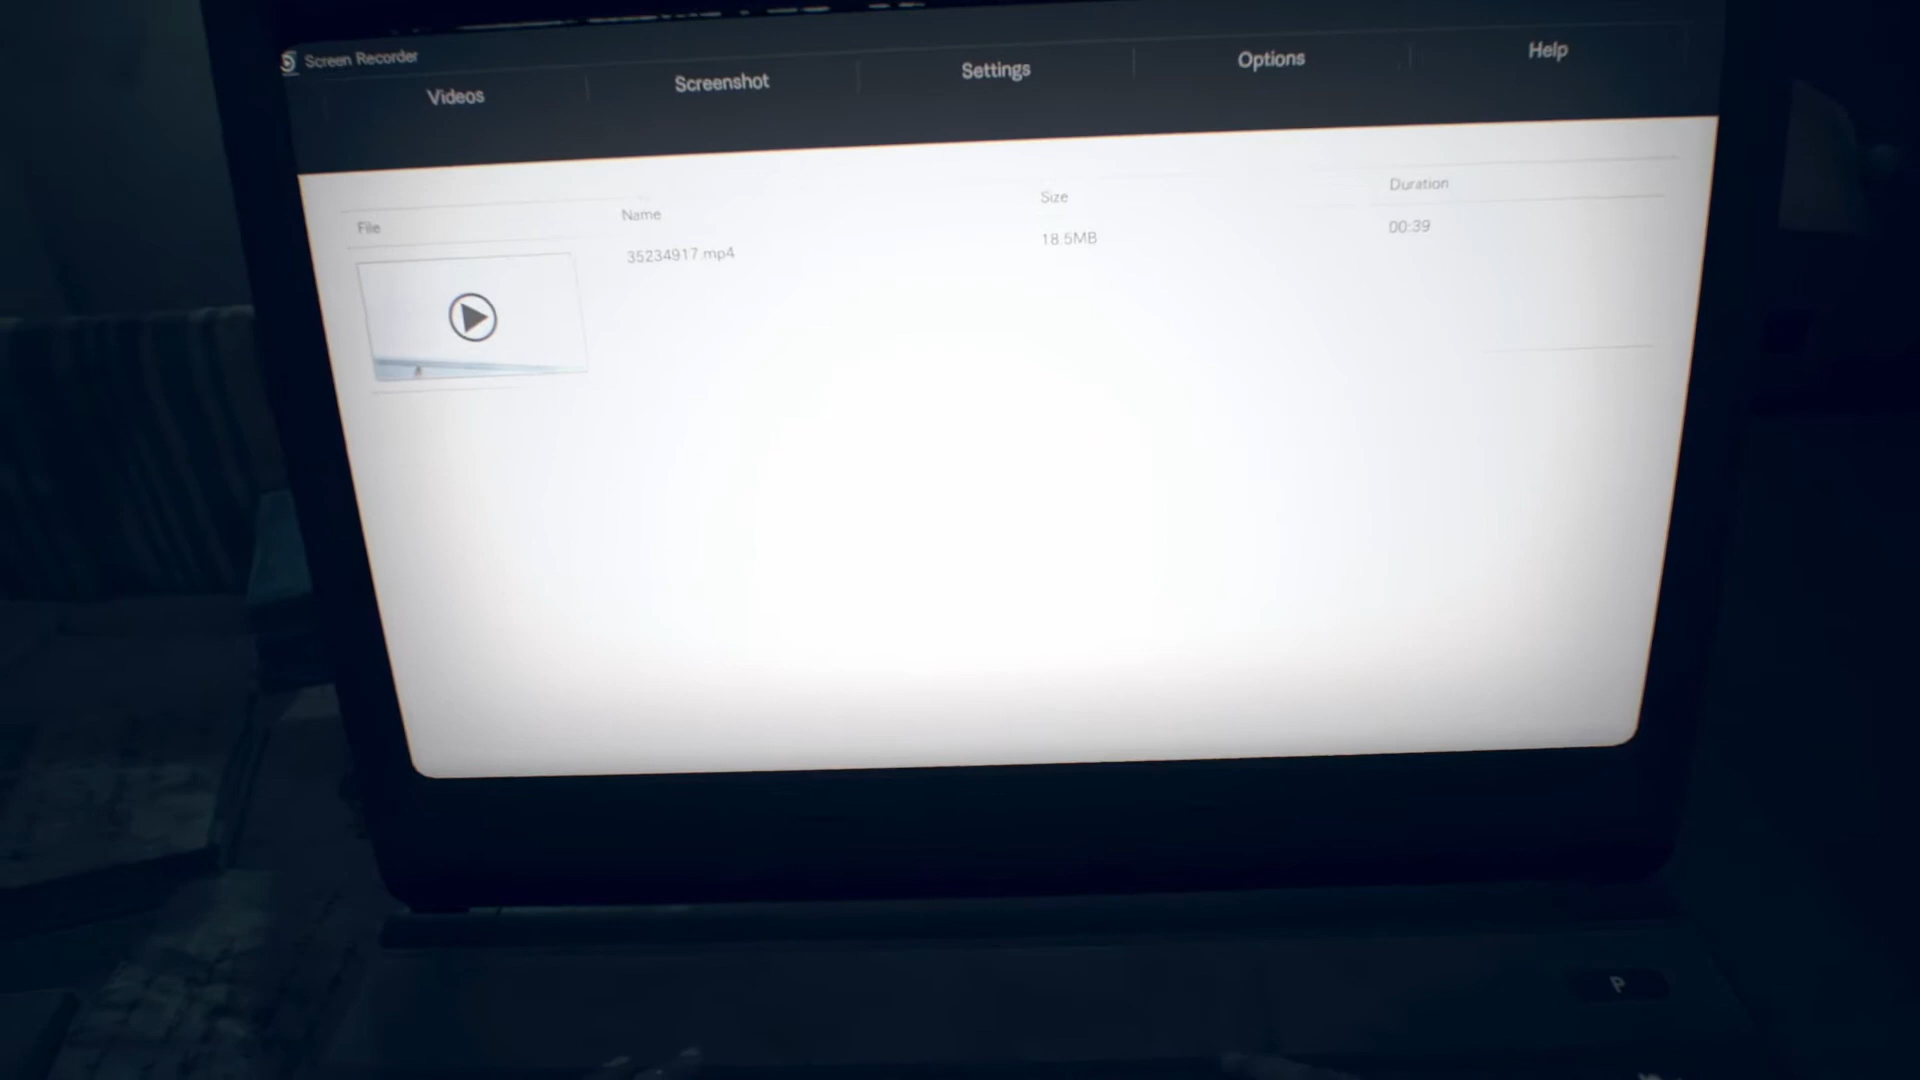 Screen Recorder
Videos Screenshot Settings Options Help
File Name Size Duration
35234917.mp4 18.5MB 00:39
P